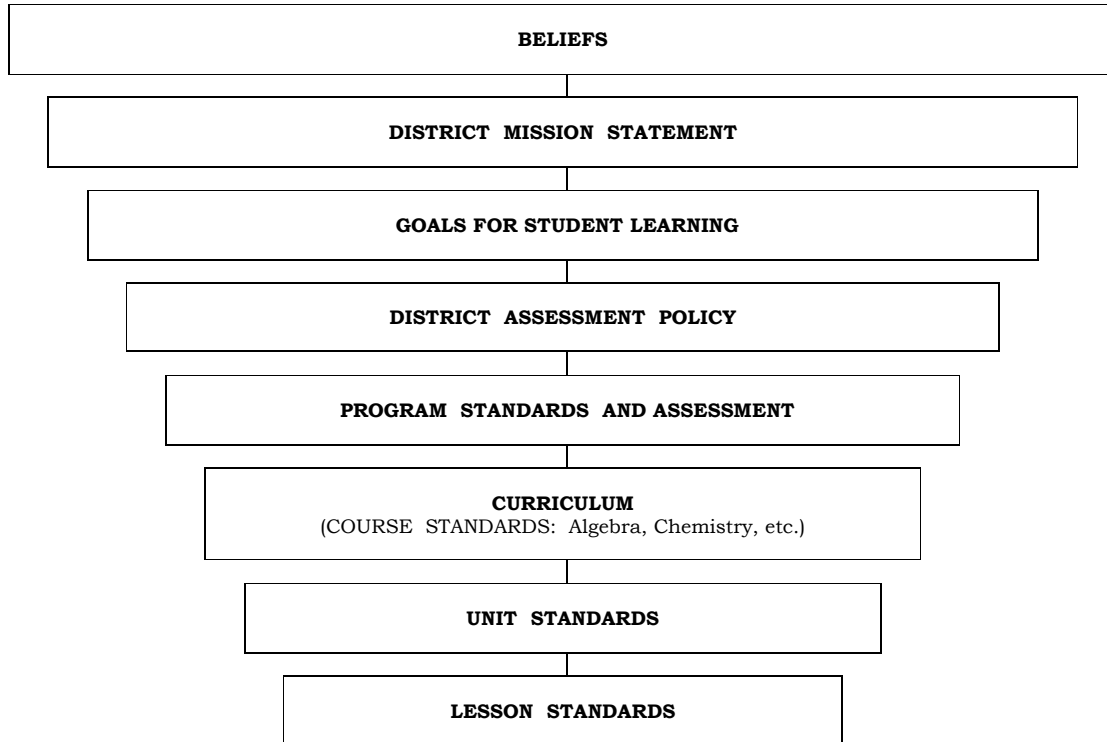 BELIEFS
DISTRICT MISSION STATEMENT
GOALS FOR STUDENT LEARNING
DISTRICT ASSESSMENT POLICY
PROGRAM STANDARDS AND ASSESSMENT
CURRICULUM
(COURSE STANDARDS: Algebra, Chemistry, etc.)
UNIT STANDARDS
LESSON STANDARDS